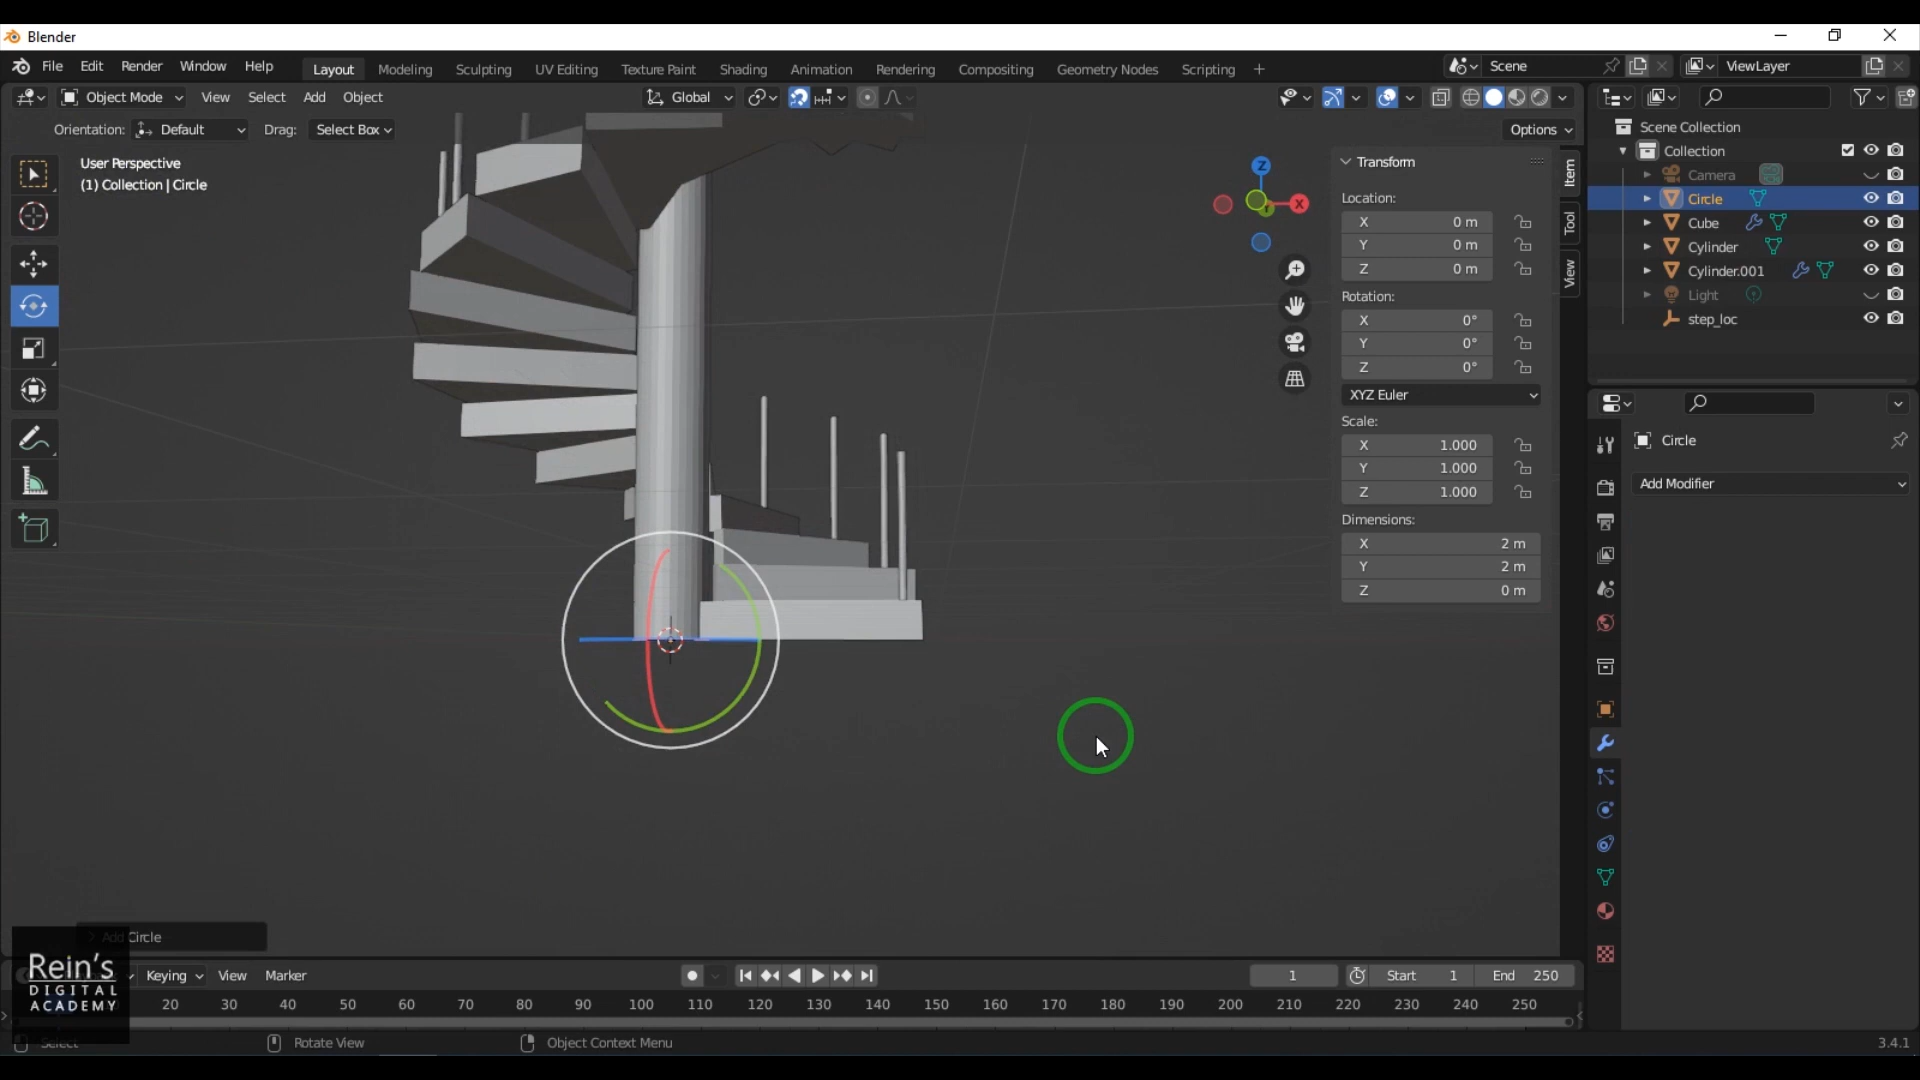 Blender
File Edit Render Window Help Layout Modeling Sculpting UV Editing Texture Paint Shading Animation Rendering Compositing Geometry Nodes Scripting + Scene ViewLayer
Object Mode View Select Add Object Global
Orientation: Default Drag: Select Box Options
User Perspective
(1) Collection | Circle
Z
X
Transform
Location:
X 0 m
Y 0 m
Z 0 m
Rotation:
X 0°
Y 0°
Z 0°
XYZ Euler
Scale:
X 1.000
Y 1.000
Z 1.000
Dimensions:
X 2 m
Y 2 m
Z 0 m
Item
Tool
View
Scene Collection
Collection
Camera
Circle
Cube
Cylinder
Cylinder.001
Light
step_loc
Circle
Add Modifier
Add Circle
Rein's
DIGITAL
ACADEMY
Keying View Marker 1 Start 1 End 250
20 30 40 50 60 70 80 90 100 110 120 130 140 150 160 170 180 190 200 210 220 230 240 250
Select Rotate View Object Context Menu 3.4.1